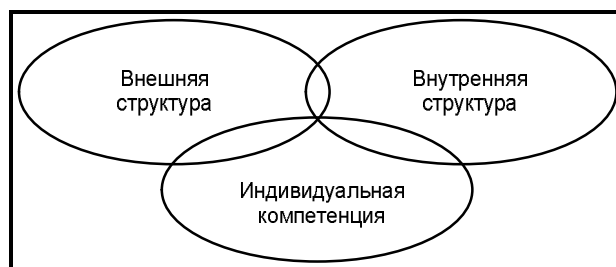 Внешняя
структура
Внутренняя
структура
Индивидуальная
компетенция